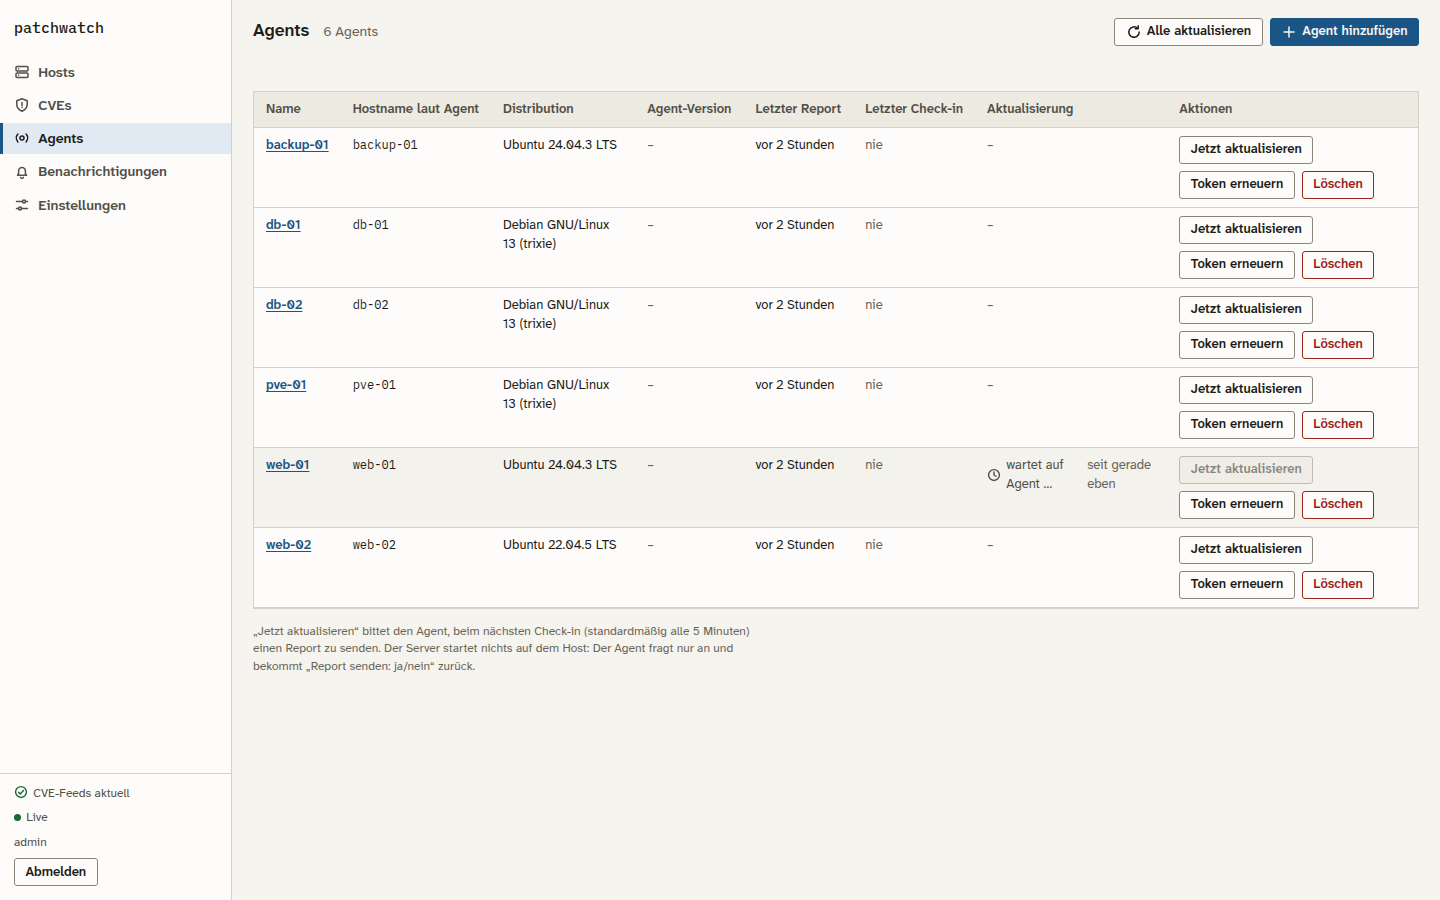 patchwatch
Hosts
CVEs
Agents
Benachrichtigungen
Einstellungen
CVE-Feeds aktuell
Live
admin
Abmelden
Agents 6 Agents Alle aktualisieren Agent hinzufügen
Name Hostname laut Agent Distribution Agent-Version Letzter Report Letzter Check-in Aktualisierung Aktionen
backup-01 backup-01 Ubuntu 24.04.3 LTS – vor 2 Stunden nie – Jetzt aktualisieren
Token erneuern Löschen
db-01 db-01 Debian GNU/Linux – vor 2 Stunden nie – Jetzt aktualisieren
13 (trixie)
Token erneuern Löschen
db-02 db-02 Debian GNU/Linux – vor 2 Stunden nie – Jetzt aktualisieren
13 (trixie)
Token erneuern Löschen
pve-01 pve-01 Debian GNU/Linux – vor 2 Stunden nie – Jetzt aktualisieren
13 (trixie)
Token erneuern Löschen
web-01 web-01 Ubuntu 24.04.3 LTS – vor 2 Stunden nie wartet auf seit gerade Jetzt aktualisieren
Agent ... eben
Token erneuern Löschen
web-02 web-02 Ubuntu 22.04.5 LTS – vor 2 Stunden nie – Jetzt aktualisieren
Token erneuern Löschen
„Jetzt aktualisieren“ bittet den Agent, beim nächsten Check-in (standardmäßig alle 5 Minuten)
einen Report zu senden. Der Server startet nichts auf dem Host: Der Agent fragt nur an und
bekommt „Report senden: ja/nein“ zurück.